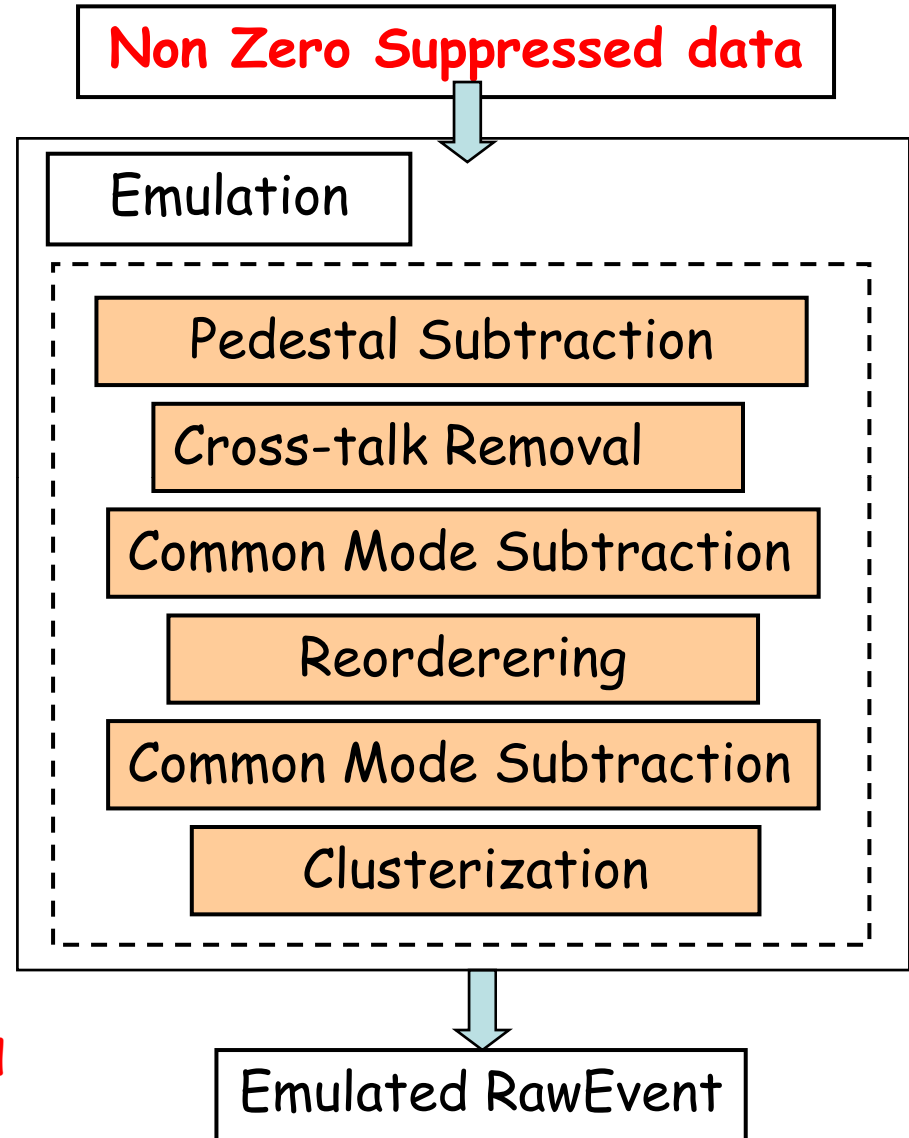 Non Zero Suppressed data
Emulation
Pedestal Subtraction
Cross-talk Removal
Common Mode Subtraction
Reorderering
Common Mode Subtraction
Clusterization
Emulated RawEvent